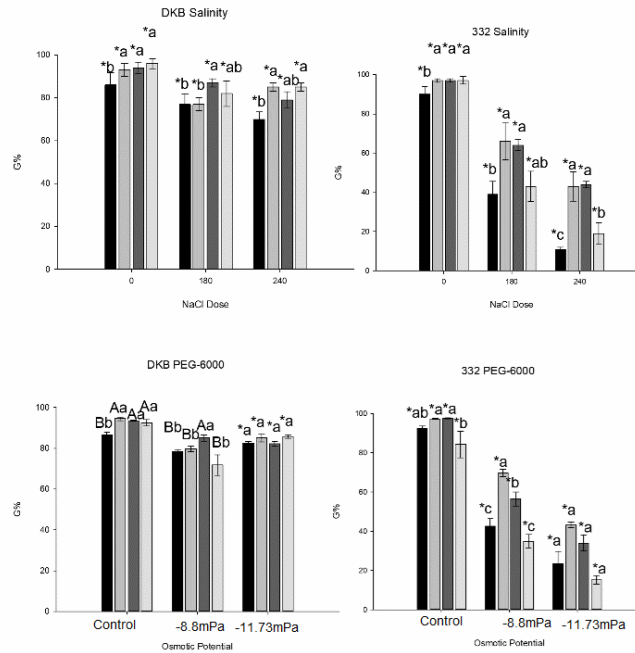 DKB Salinity
*b *a *a *a
*b *b *a *ab
*b *a *ab *a
100
80
60
40
20
0
G%
0 180 240
NaCl Dose
332 Salinity
*b *a *a *a
*b *a *a *ab
*c *a *a *b
100
80
60
40
20
0
G%
0 180 240
NaCl Dose
DKB PEG-6000
Bb Aa Aa Aa
Bb Bb Aa Bb
*a *a *a *a
100
80
60
80
20
0
G%
Control -8.8mPa -11.73mPa
Osmotic Potential
332 PEG-6000
*ab *a *a *b
*c *a *b *c
*a *a *a *a
100
80
60
40
20
0
G%
Control -8.8mPa -11.73mPa
Osmotic Potential